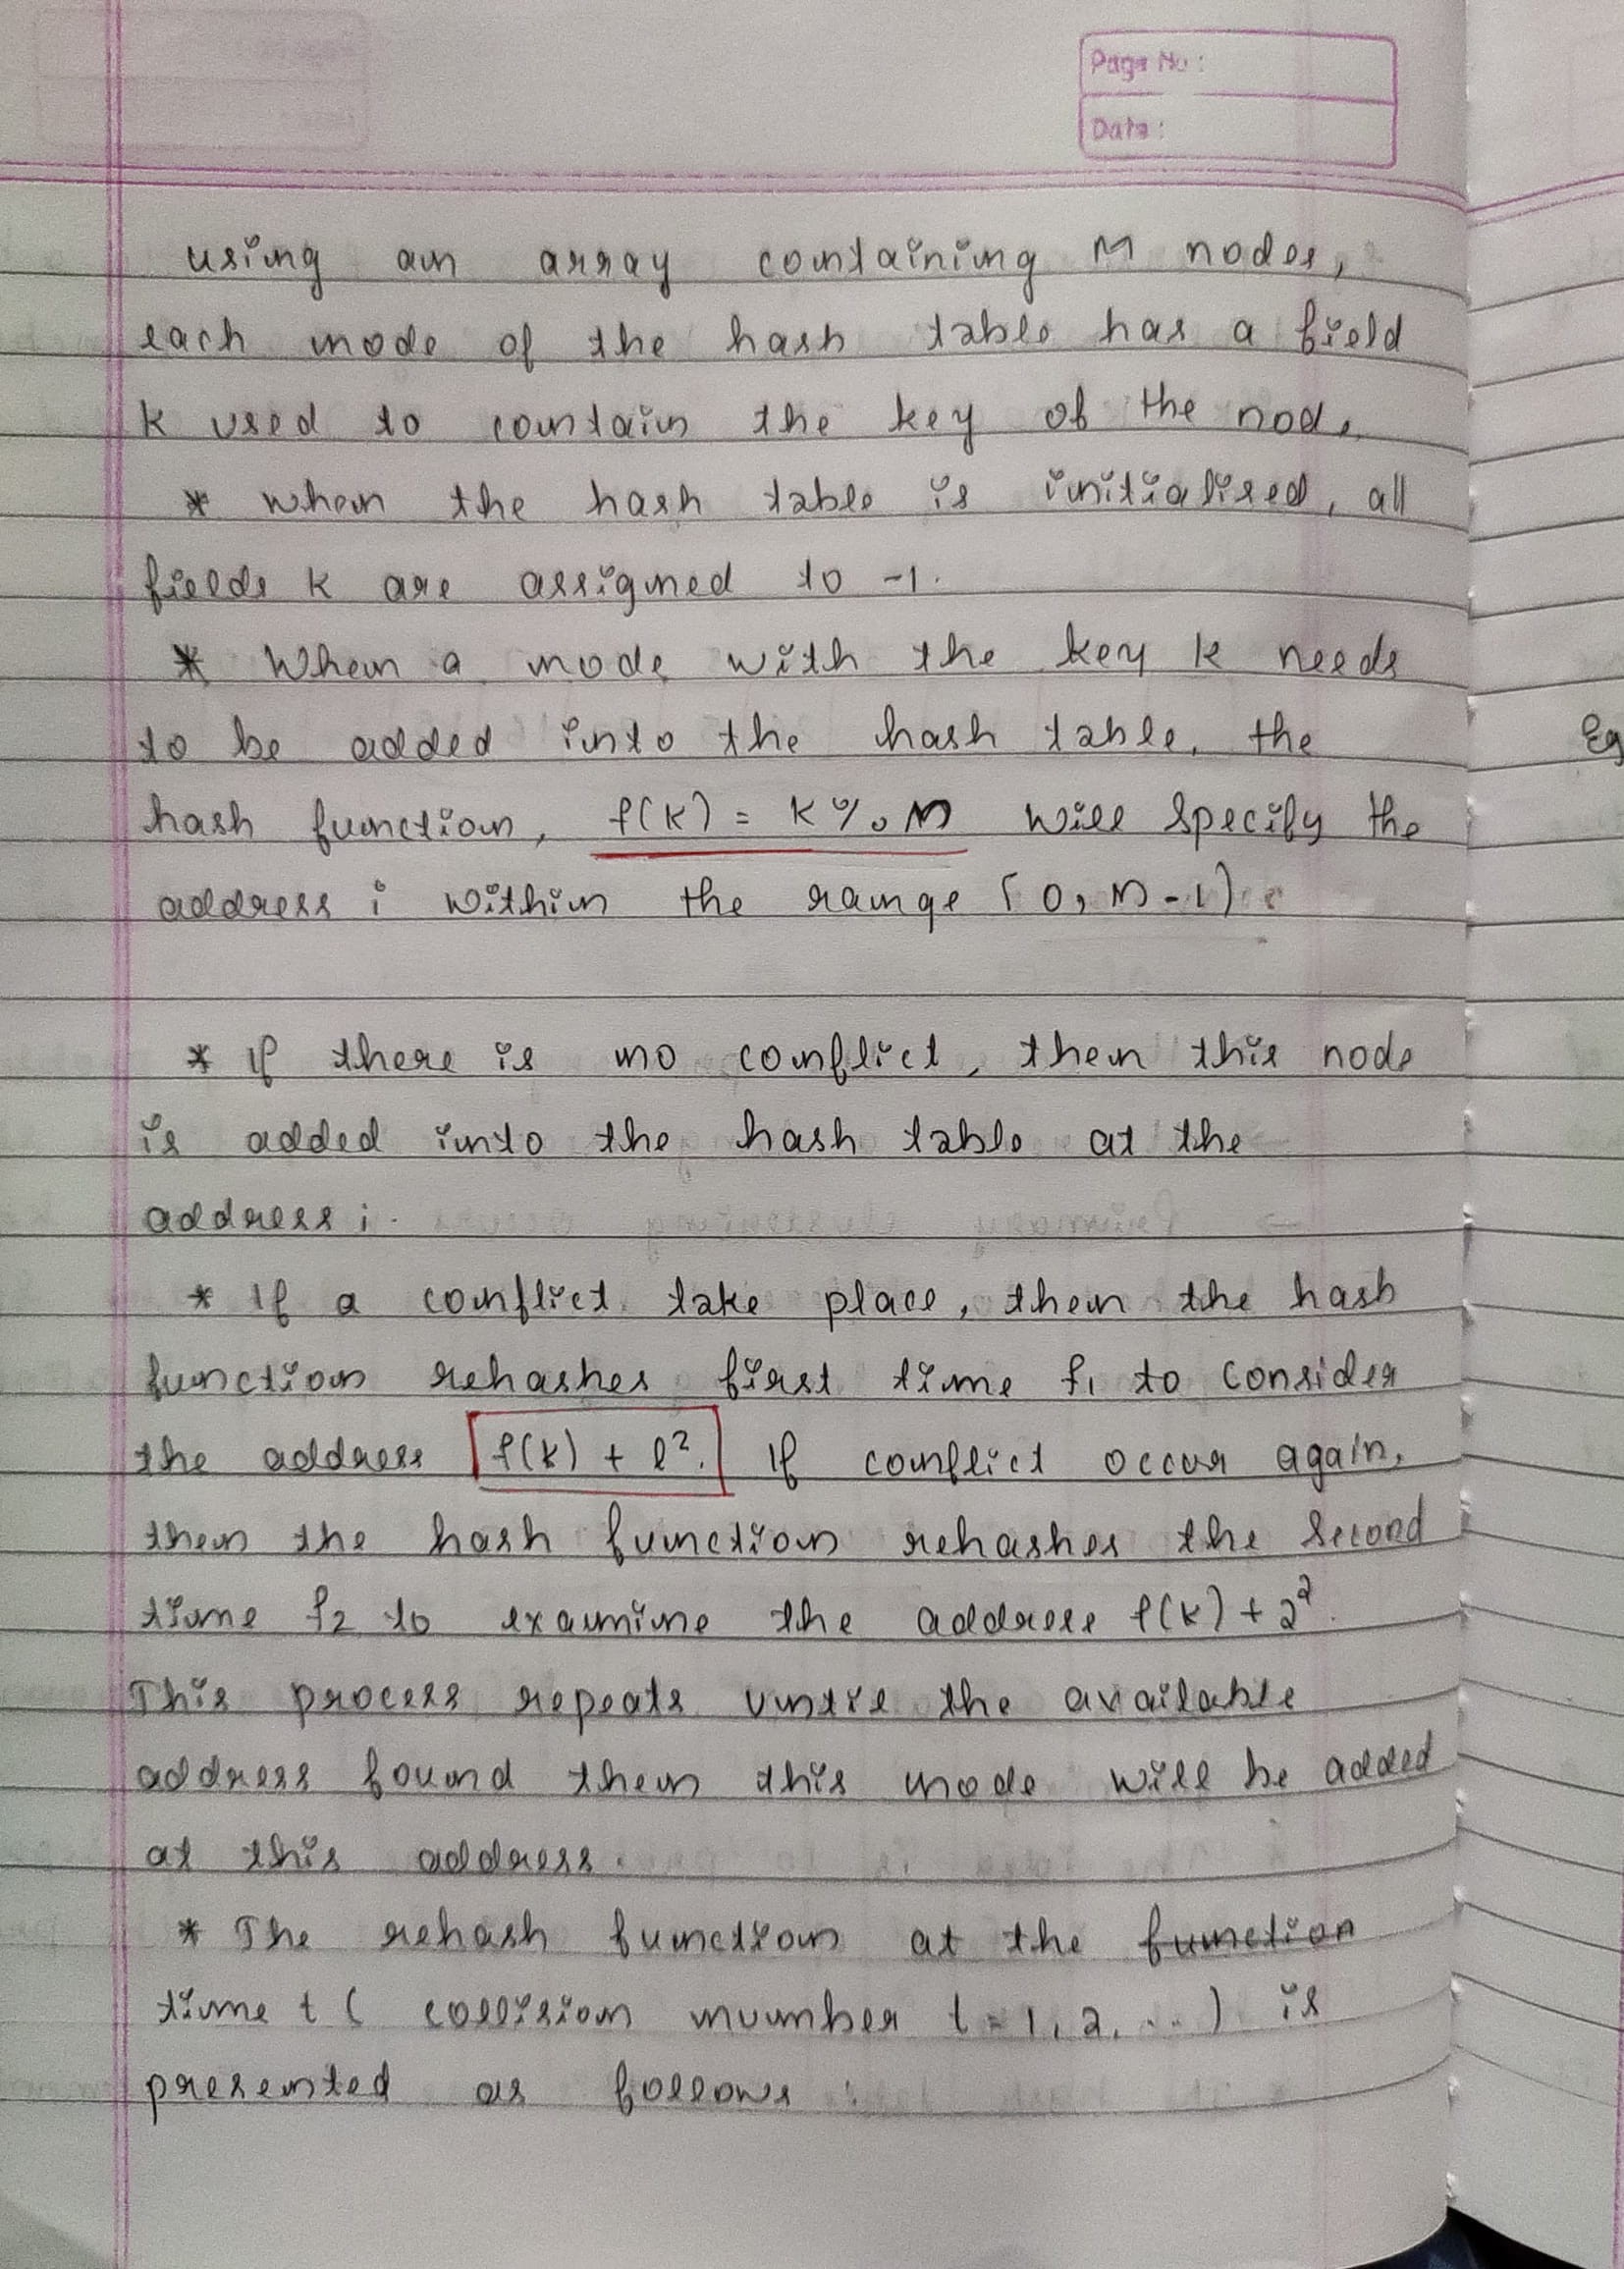 Page No:
Date:
using an array containing M nodes,
each node of the hash table has a field
k used to contain the key of the node.
* when the hash table is initialised, all
fields k are assigned to -1.
* When a node with the key k needs
to be added into the hash table, the
hash function, f(k) = k % M will specify the
address i within the range [0, M-1).
* If there is no conflict, then this node
is added into the hash table at the
address i.
* If a conflict take place, then the hash
function rehashes first time f1 to consider
the address f(k) + l². If conflict occur again,
then the hash function rehashes the second
time f2 to examine the address f(k) + 2².
This process repeats until the available
address found then this node will be added
at this address.
* The rehash function at the function
time t ( collision number t = 1, 2, ... ) is
presented as follows :
Eg